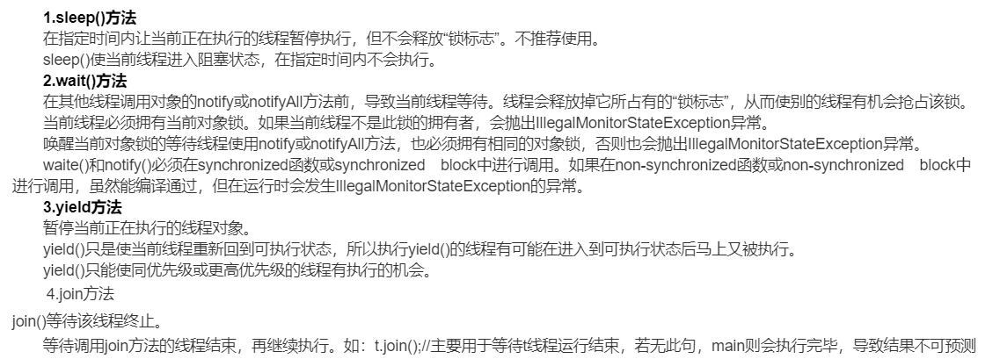 1.sleep()方法
在指定时间内让当前正在执行的线程暂停执行，但不会释放“锁标志”。不推荐使用。
sleep()使当前线程进入阻塞状态，在指定时间内不会执行。
2.wait()方法
在其他线程调用对象的notify或notifyAll方法前，导致当前线程等待。线程会释放掉它所占有的“锁标志”，从而使别的线程有机会抢占该锁。
当前线程必须拥有当前对象锁。如果当前线程不是此锁的拥有者，会抛出IllegalMonitorStateException异常。
唤醒当前对象锁的等待线程使用notify或notifyAll方法，也必须拥有相同的对象锁，否则也会抛出IllegalMonitorStateException异常。
waite()和notify()必须在synchronized函数或synchronized　block中进行调用。如果在non-synchronized函数或non-synchronized　block中
进行调用，虽然能编译通过，但在运行时会发生IllegalMonitorStateException的异常。
3.yield方法
暂停当前正在执行的线程对象。
yield()只是使当前线程重新回到可执行状态，所以执行yield()的线程有可能在进入到可执行状态后马上又被执行。
yield()只能使同优先级或更高优先级的线程有执行的机会。
4.join方法
join()等待该线程终止。
等待调用join方法的线程结束，再继续执行。如：t.join();//主要用于等待t线程运行结束，若无此句，main则会执行完毕，导致结果不可预测